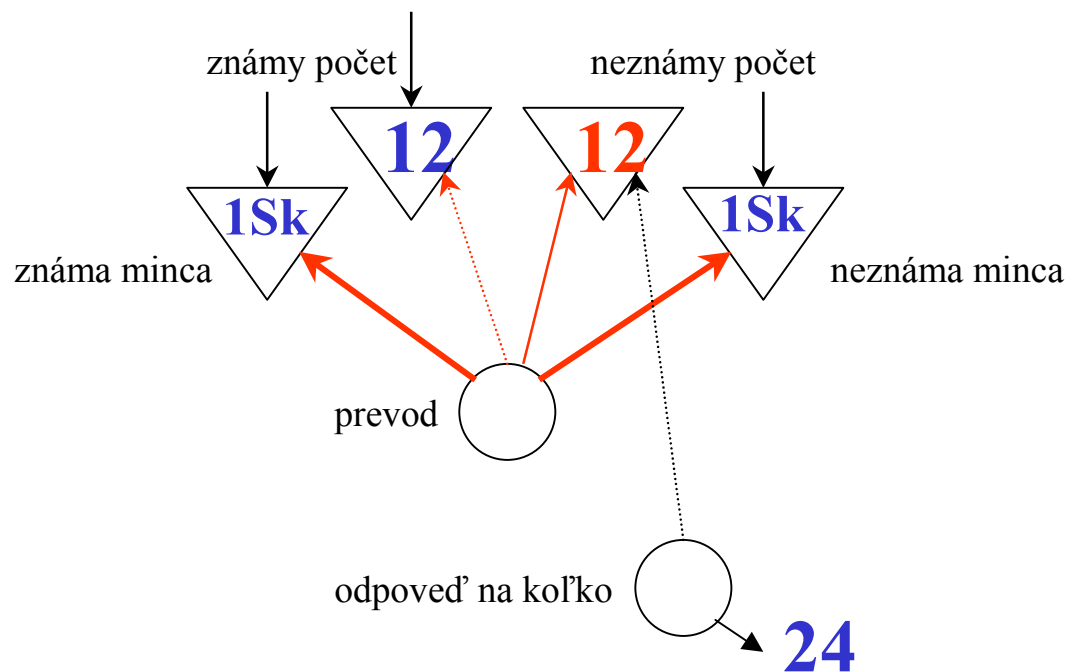 známy počet
neznámy počet
12
12
1Sk
1Sk
známa minca
neznáma minca
prevod
odpoveď na koľko
24